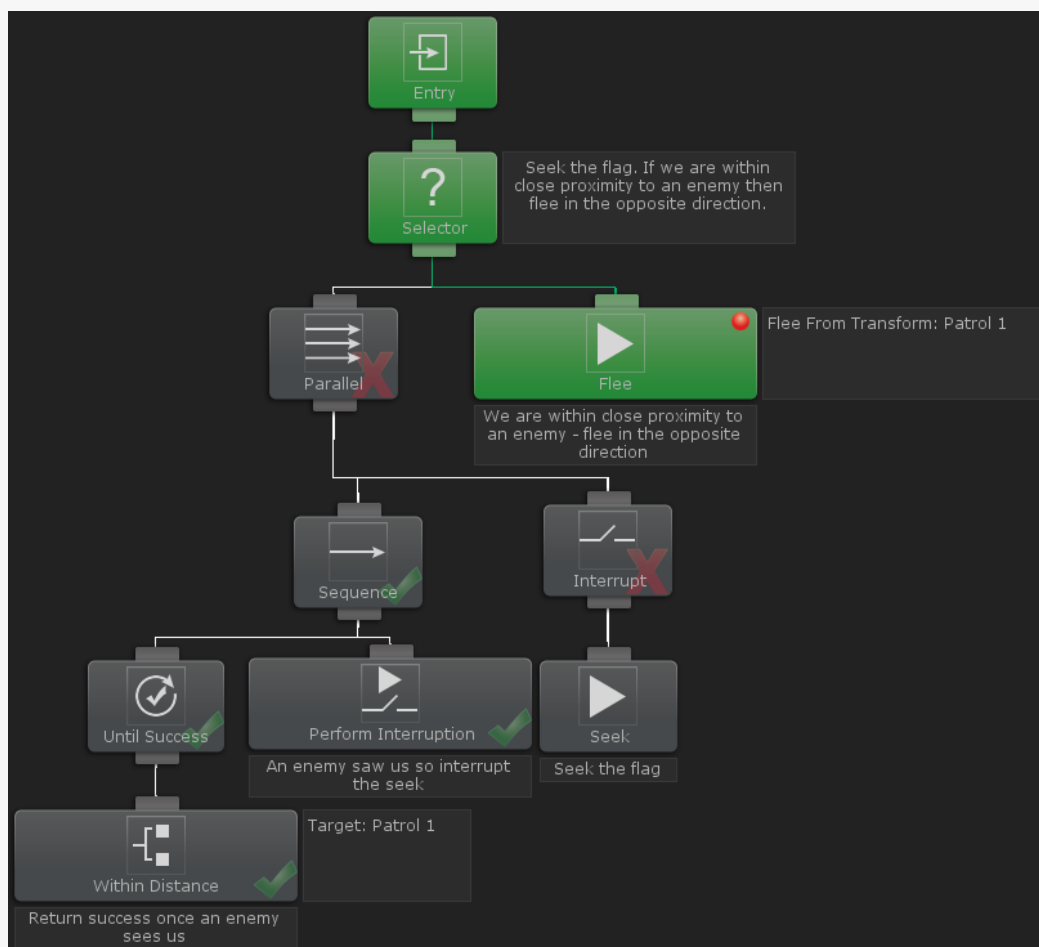 Entry
?
Selector
Seek the flag. If we are within
close proximity to an enemy then
flee in the opposite direction.
Parallel
Flee
Flee From Transform: Patrol 1
We are within close proximity to
an enemy - flee in the opposite
direction
Sequence
Interrupt
Until Success
Perform Interruption
Seek
An enemy saw us so interrupt
the seek
Seek the flag
Within Distance
Target: Patrol 1
Return success once an enemy
sees us